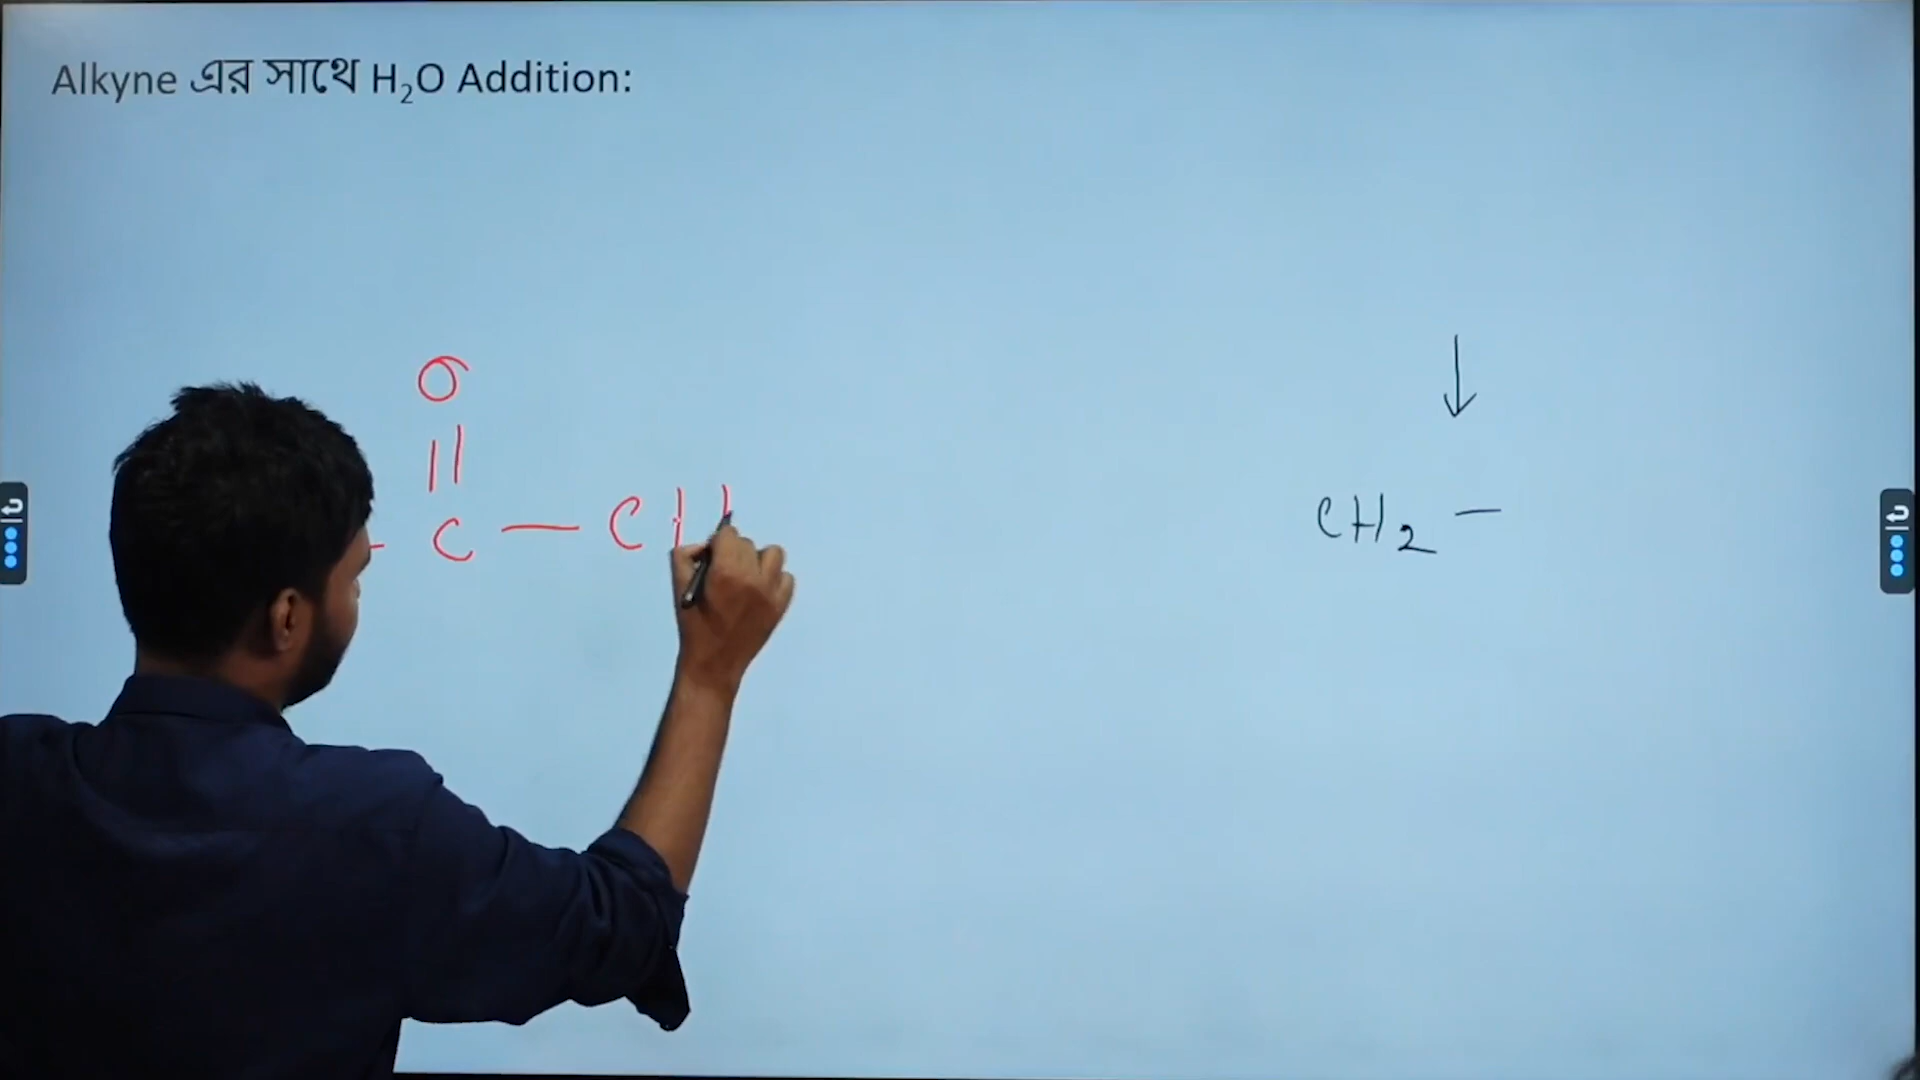 Alkyne এর সাথে H₂O Addition:
O
||
- C — CH
↓
CH₂ —